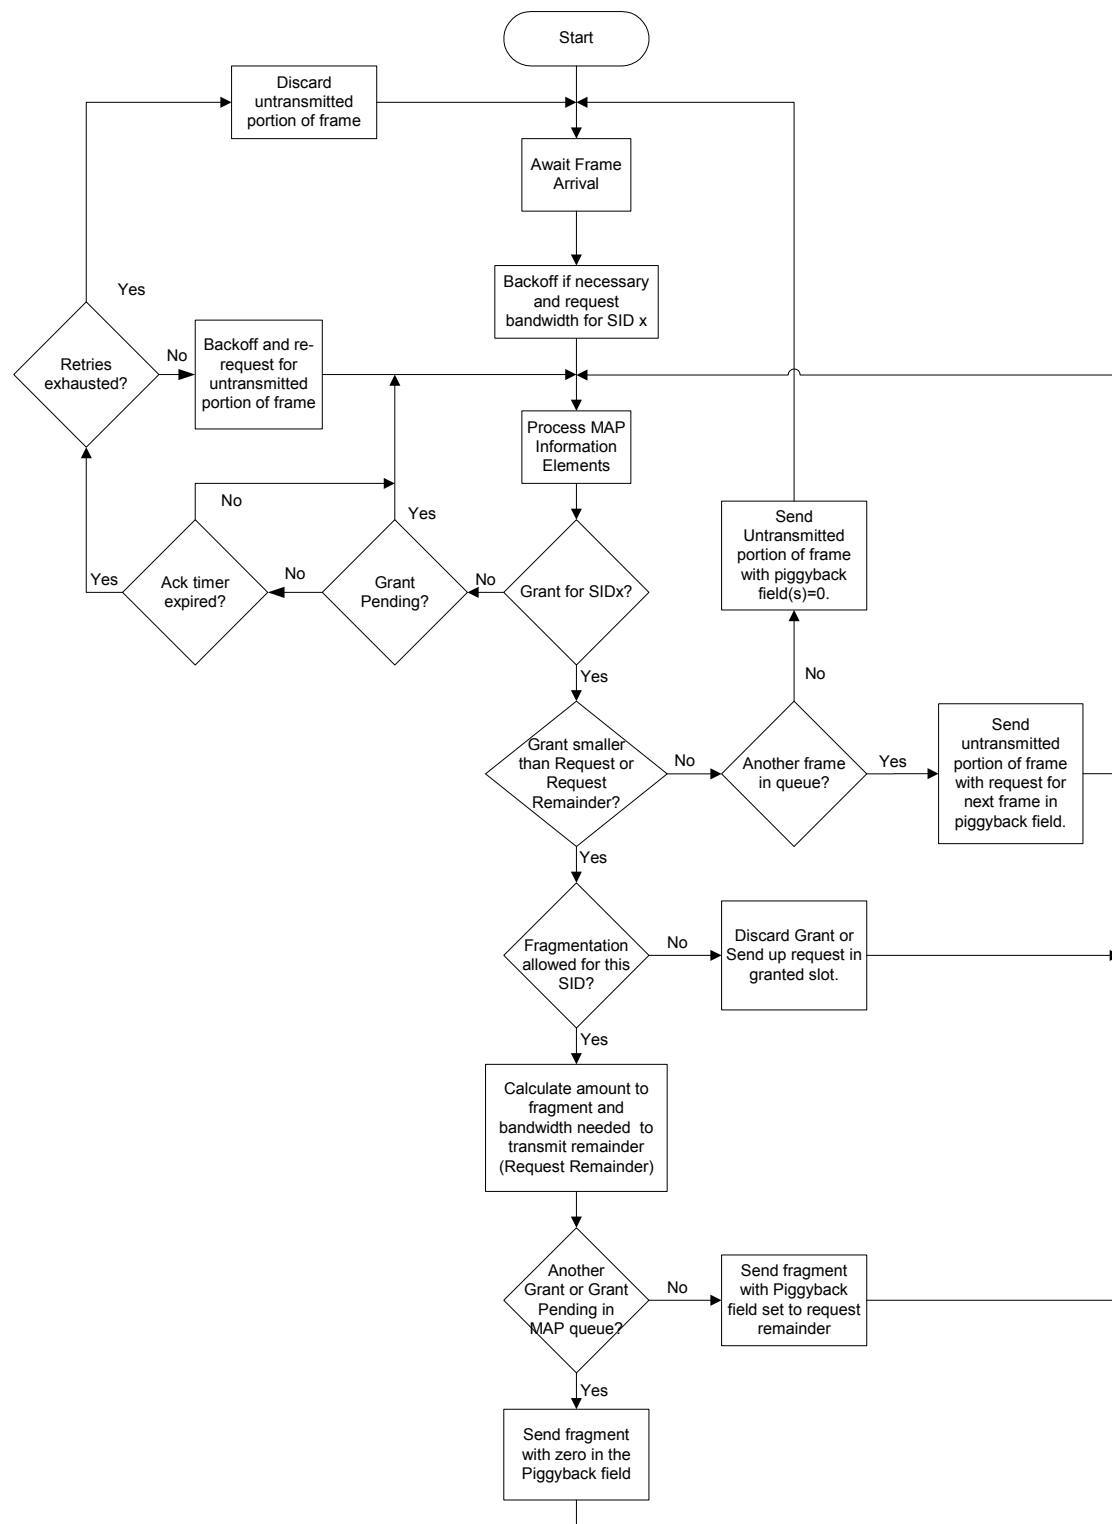 Start
Discard
untransmitted
portion of frame
Await Frame
Arrival
Backoff if necessary
and request
bandwidth for SID x
Yes
Retries
exhausted?
No
Backoff and re-
request for
untransmitted
portion of frame
Process MAP
Information
Elements
No
Yes
Send
Untransmitted
portion of frame
with piggyback
field(s)=0.
Yes
Ack timer
expired?
No
Grant
Pending?
No
Grant for SIDx?
Yes
No
Grant smaller
than Request or
Request
Remainder?
No
Another frame
in queue?
Yes
Send
untransmitted
portion of frame
with request for
next frame in
piggyback field.
Yes
Fragmentation
allowed for this
SID?
No
Discard Grant or
Send up request in
granted slot.
Yes
Calculate amount to
fragment and
bandwidth needed to
transmit remainder
(Request Remainder)
Another
Grant or Grant
Pending in
MAP queue?
No
Send fragment
with Piggyback
field set to request
remainder
Yes
Send fragment
with zero in the
Piggyback field